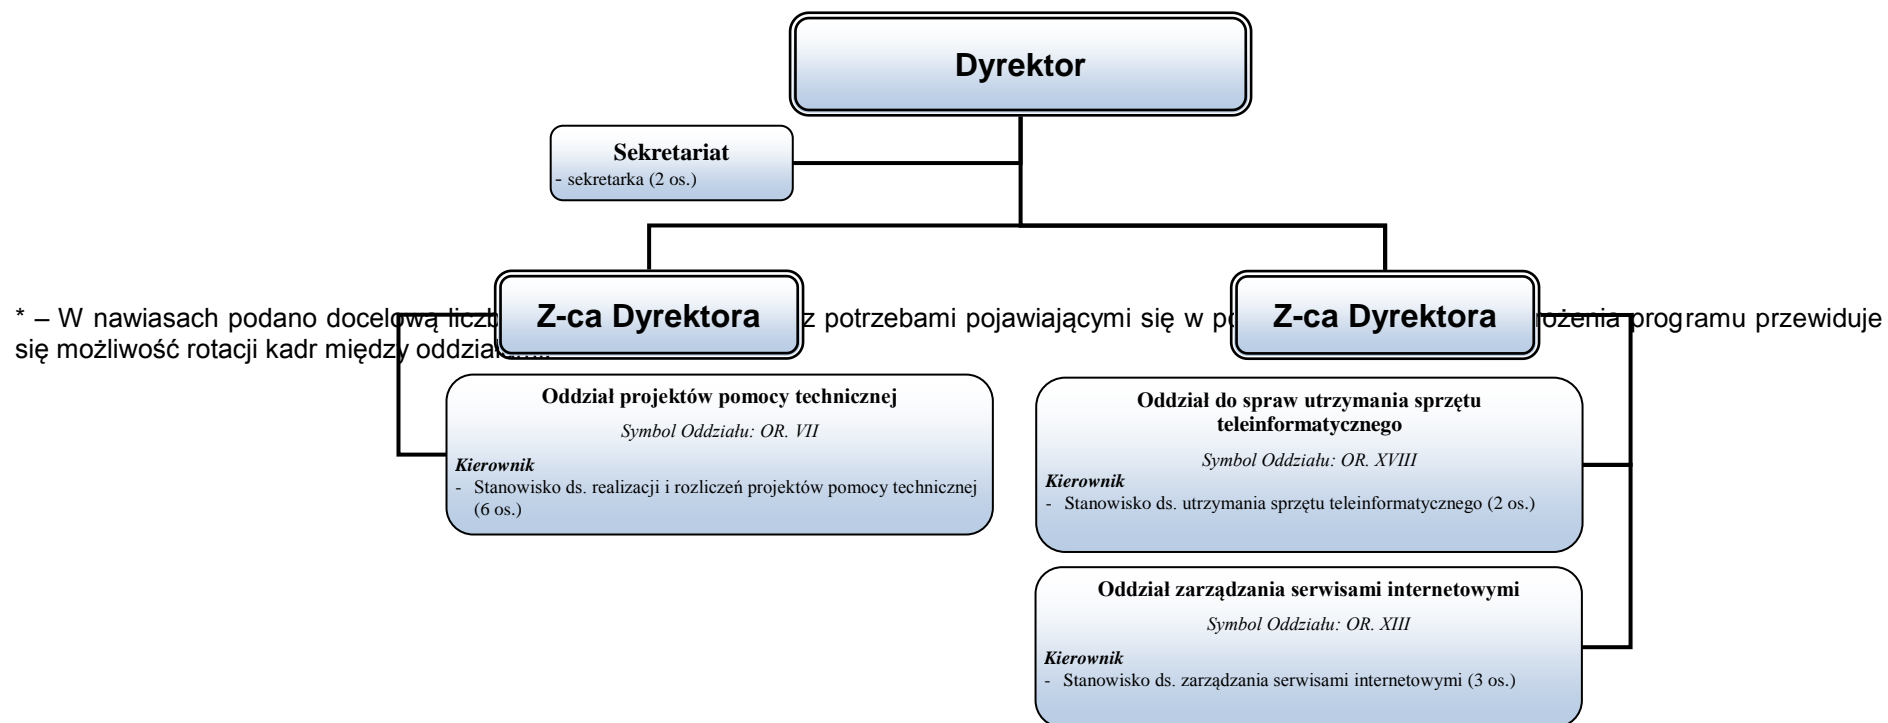 Dyrektor
Sekretariat
- sekretarka (2 os.)
Z-ca Dyrektora
Z-ca Dyrektora
* – W nawiasach podano docelową z potrzebami pojawiającymi się w programu przewiduje
się możliwość rotacji kadr między
Oddział projektów pomocy technicznej
Symbol Oddziału: OR. VII
Kierownik
- Stanowisko ds. realizacji i rozliczeń projektów pomocy technicznej
(6 os.)
Oddział do spraw utrzymania sprzętu
teleinformatycznego
Symbol Oddziału: OR. XVIII
Kierownik
- Stanowisko ds. utrzymania sprzętu teleinformatycznego (2 os.)
Oddział zarządzania serwisami internetowymi
Symbol Oddziału: OR. XIII
Kierownik
- Stanowisko ds. zarządzania serwisami internetowymi (3 os.)